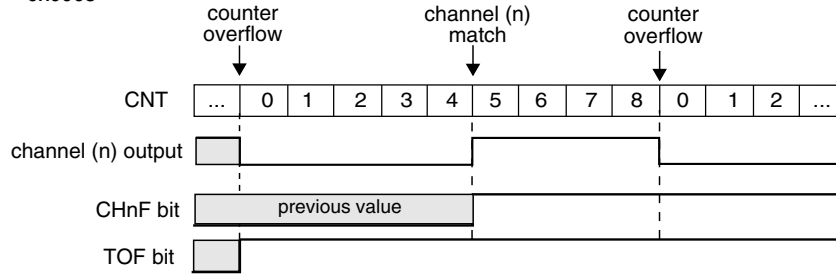 counter overflow
channel (n) match
counter overflow
CNT ... 0 1 2 3 4 5 6 7 8 0 1 2 ...
channel (n) output
CHnF bit previous value
TOF bit